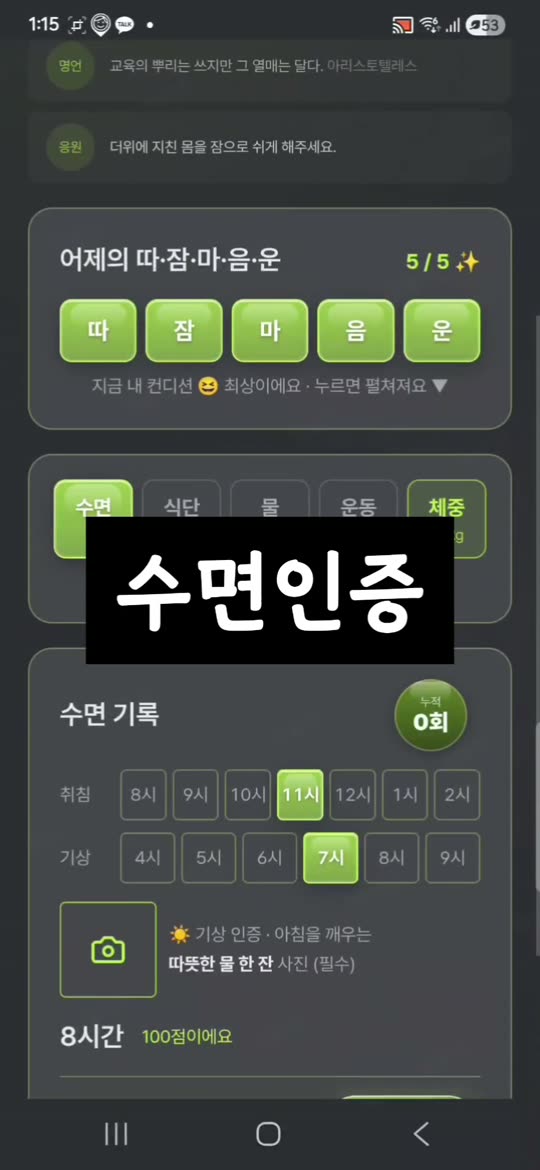 1:15 TALK 53
명언 교육의 뿌리는 쓰지만 그 열매는 달다. 아리스토텔레스
응원 더위에 지친 몸을 잠으로 쉬게 해주세요.
어제의 따·잠·마·음·운 5 / 5
따 잠 마 음 운
지금 내 컨디션 😆 최상이에요 · 누르면 펼쳐져요 ▼
수면 식단 물 운동 체중
수면인증
수면 기록 누적
0회
취침 8시 9시 10시 11시 12시 1시 2시
기상 4시 5시 6시 7시 8시 9시
☀️ 기상 인증 · 아침을 깨우는
따뜻한 물 한 잔 사진 (필수)
8시간 100점이에요